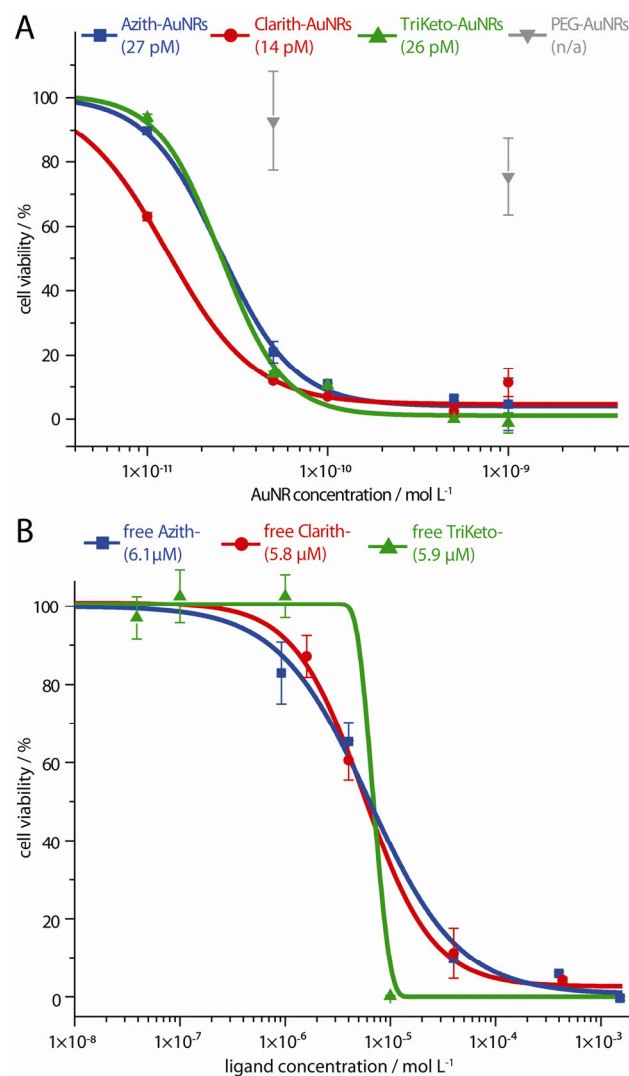 A
Azith-AuNRs Clarith-AuNRs TriKeto-AuNRs PEG-AuNRs
(27 pM) (14 pM) (26 pM) (n/a)
100
80
60
40
20
0
cell viability / %
1×10⁻¹¹ 1×10⁻¹⁰ 1×10⁻⁹
AuNR concentration / mol L⁻¹
B
free Azith- free Clarith- free TriKeto-
(6.1µM) (5.8 µM) (5.9 µM)
100
80
60
40
20
0
cell viability / %
1×10⁻⁸ 1×10⁻⁷ 1×10⁻⁶ 1×10⁻⁵ 1×10⁻⁴ 1×10⁻³
ligand concentration / mol L⁻¹